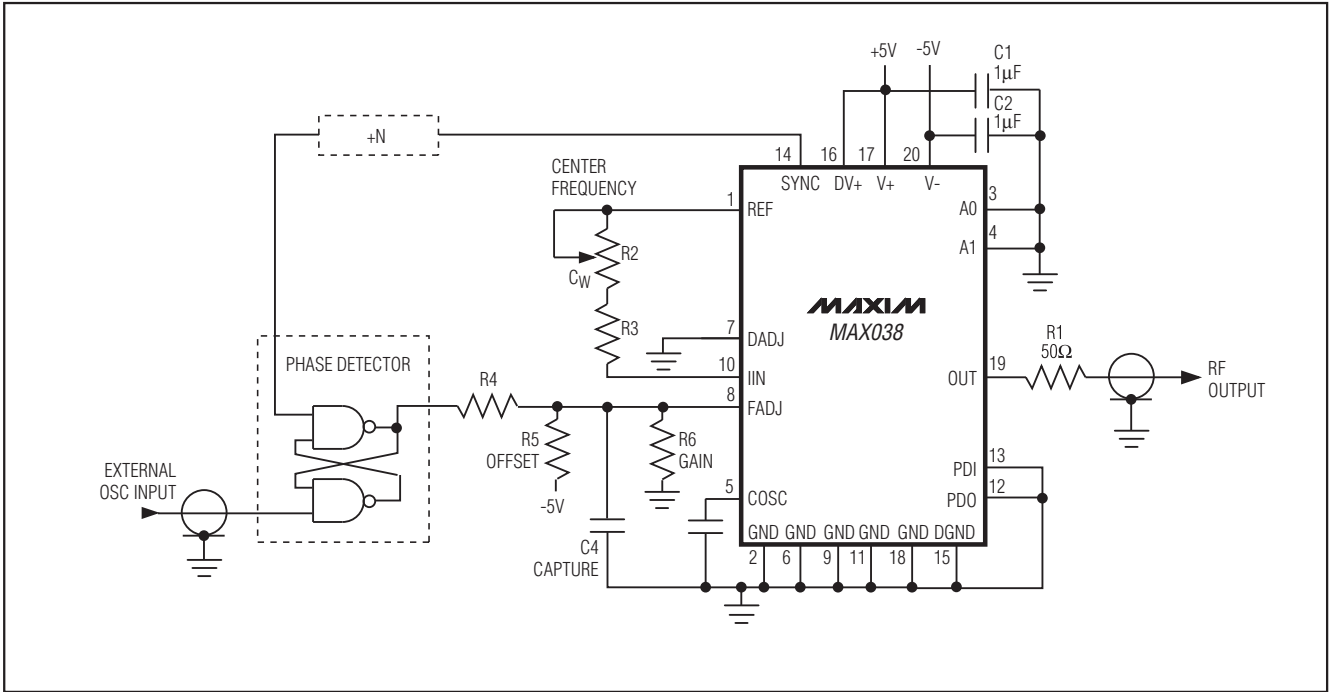 +5V -5V
C1
1µF
C2
1µF
+N
14 16 17 20
SYNC DV+ V+ V-
CENTER
FREQUENCY
1 REF
3
A0
4
A1
R2
CW
R3
MAXIM
MAX038
7 DADJ
10 IIN
8 FADJ
R1
50Ω
19
OUT
RF
OUTPUT
PHASE DETECTOR
R4
R5
OFFSET
-5V
R6
GAIN
EXTERNAL
OSC INPUT
13
PDI
12
PDO
5 COSC
C4
CAPTURE
GND GND GND GND GND DGND
2 6 9 11 18 15